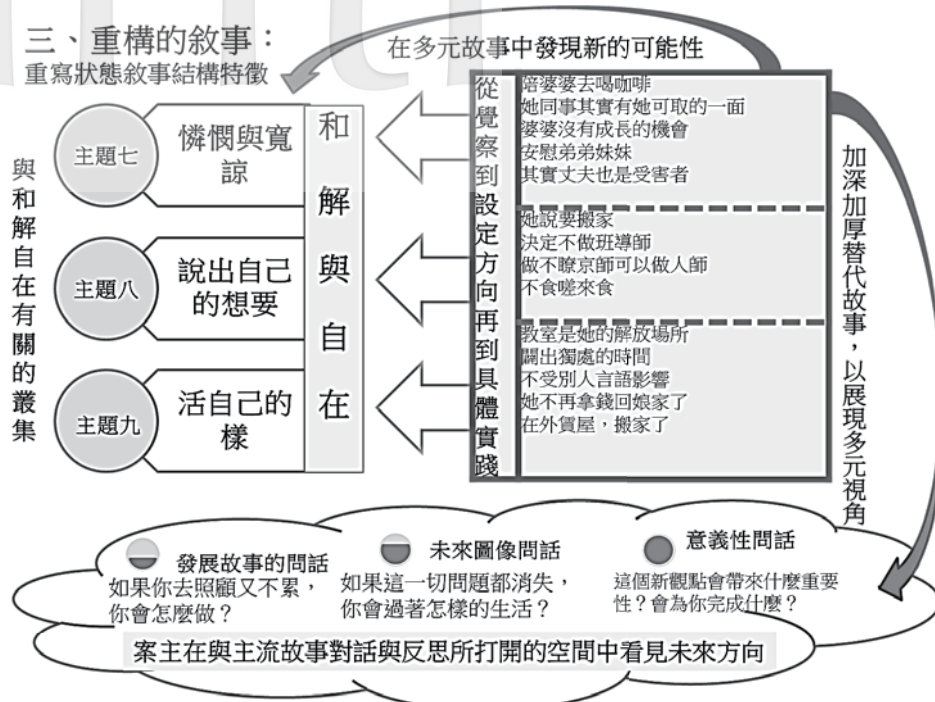 三、重構的敘事：
重寫狀態敘事結構特徵
在多元故事中發現新的可能性
與和解自在有關的叢集
主題七
憐憫與寬
諒
主題八
說出自己
的想要
主題九
活自己的
樣
和解與自在
從覺察到設定方向再到具體實踐
陪婆婆去喝咖啡
她同事其實有她可取的一面
婆婆沒有成長的機會
安慰弟弟妹妹
其實丈夫也是受害者
她說要搬家
決定不做班導師
做不瞭京師可以做人師
不食嗟來食
教室是她的解放場所
闢出獨處的時間
不受別人言語影響
她不再拿錢回娘家了
在外賃屋，搬家了
加深加厚替代故事，以展現多元視角
發展故事的問話
如果你去照顧又不累，
你會怎麼做？
未來圖像問話
如果這一切問題都消失，
你會過著怎樣的生活？
意義性問話
這個新觀點會帶來什麼重要
性？會為你完成什麼？
案主在與主流故事對話與反思所打開的空間中看見未來方向